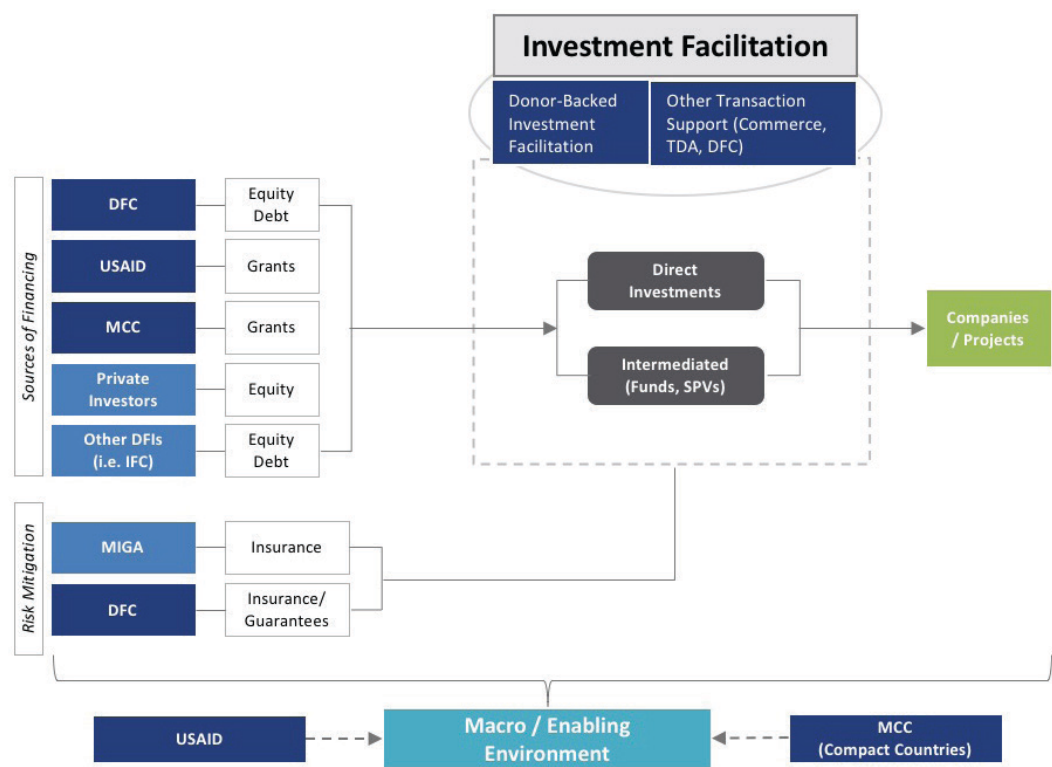 Investment Facilitation
Donor-Backed
Investment
Facilitation
Other Transaction
Support (Commerce,
TDA, DFC)
Sources of Financing
DFC
Equity
Debt
USAID
Grants
MCC
Grants
Private
Investors
Equity
Other DFIs
(i.e. IFC)
Equity
Debt
Direct
Investments
Intermediated
(Funds, SPVs)
Companies
/ Projects
Risk Mitigation
MIGA
Insurance
DFC
Insurance/
Guarantees
USAID
Macro / Enabling
Environment
MCC
(Compact Countries)